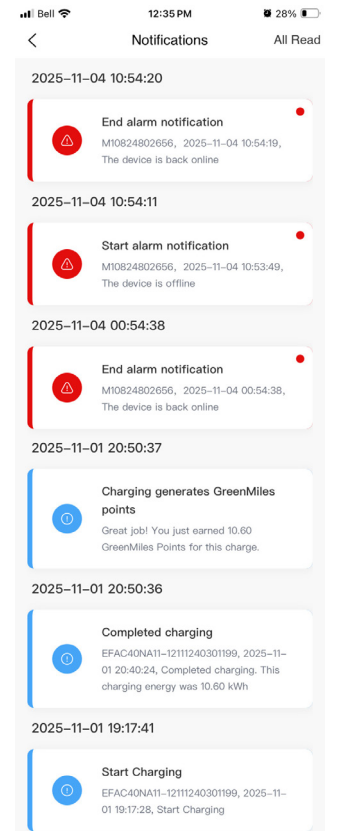 Bell 12:35 PM 28%
Notifications All Read
2025-11-04 10:54:20
End alarm notification
M10824802656, 2025-11-04 10:54:19,
The device is back online
2025-11-04 10:54:11
Start alarm notification
M10824802656, 2025-11-04 10:53:49,
The device is offline
2025-11-04 00:54:38
End alarm notification
M10824802656, 2025-11-04 00:54:38,
The device is back online
2025-11-01 20:50:37
Charging generates GreenMiles
points
Great job! You just earned 10.60
GreenMiles Points for this charge.
2025-11-01 20:50:36
Completed charging
EFAC40NA11-12111240301199, 2025-11-
01 20:40:24, Completed charging. This
charging energy was 10.60 kWh
2025-11-01 19:17:41
Start Charging
EFAC40NA11-12111240301199, 2025-11-
01 19:17:28, Start Charging